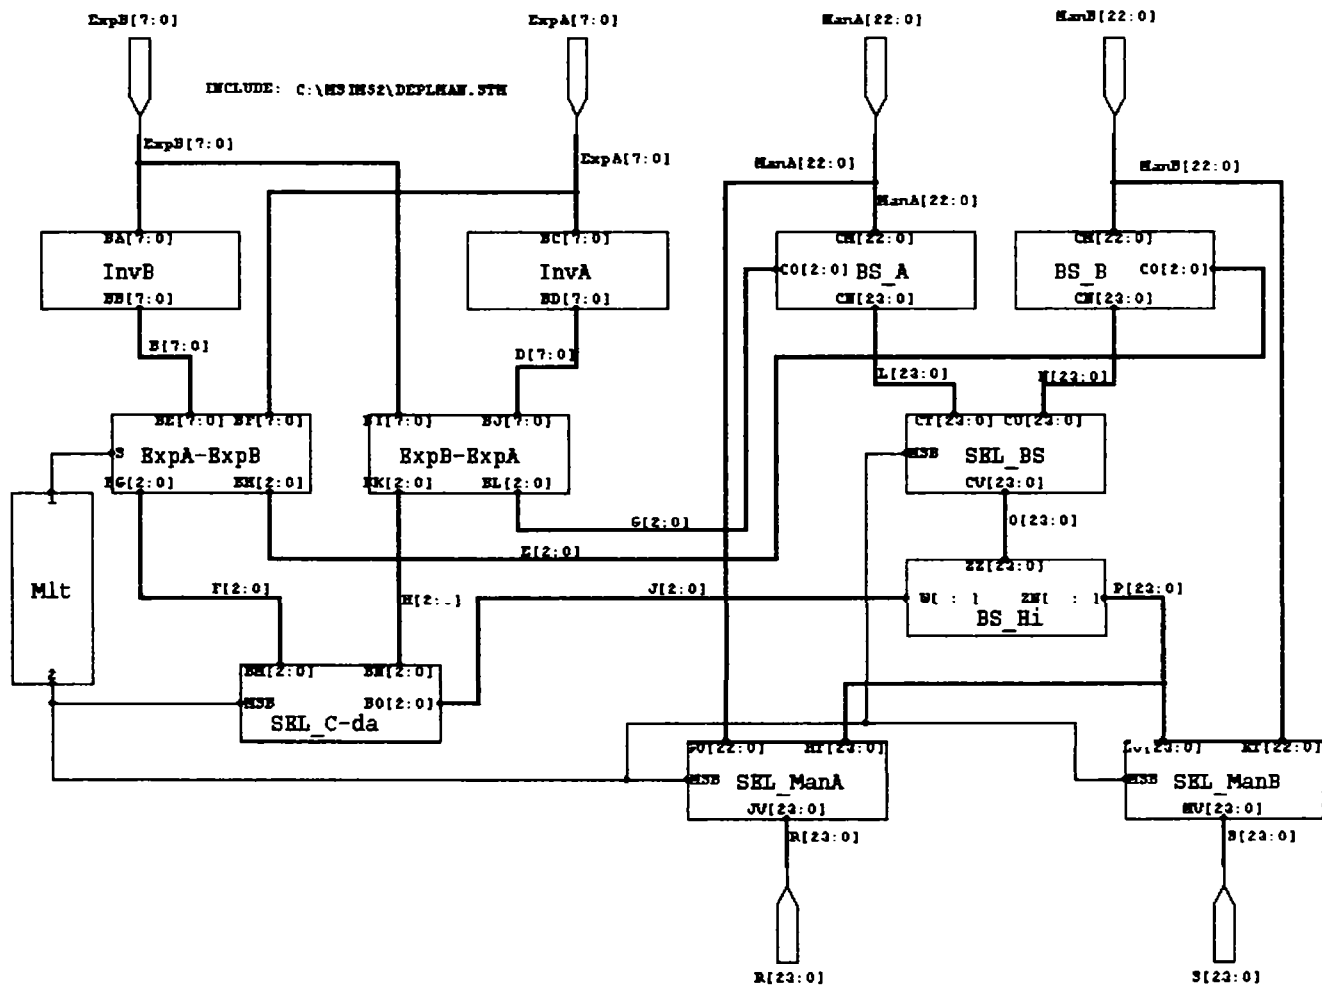 ExpB[7:0]
ExpA[7:0]
ManA[22:0]
ManB[22:0]
INCLUDE: C:\MSIM52\DEPLMAN.STM
ExpB[7:0]
ExpA[7:0]
ManA[22:0]
ManB[22:0]
ManA[22:0]
BA[7:0]
InvB
BB[7:0]
BC[7:0]
InvA
BD[7:0]
CM[22:0]
CO[2:0]
BS_A
CN[23:0]
CM[22:0]
BS_B
CO[2:0]
CN[23:0]
B[7:0]
D[7:0]
L[23:0]
N[23:0]
BE[7:0]
BF[7:0]
S
ExpA-ExpB
BG[2:0]
BH[2:0]
BI[7:0]
BJ[7:0]
ExpB-ExpA
BK[2:0]
BL[2:0]
CT[23:0]
CU[23:0]
MSB
SEL_BS
CV[23:0]
1
Mlt
2
G[2:0]
O[23:0]
E[2:0]
F[2:0]
J[2:0]
ZZ[23:0]
W[ : ]
ZN[ : ]
BS_Hi
P[23:0]
BM[2:0]
BN[2:0]
MSB
BO[2:0]
SEL_C-da
HI[23:0]
MSB
SEL_ManA
JV[23:0]
KI[22:0]
MSB
SEL_ManB
MV[23:0]
R[23:0]
S[23:0]
R[23:0]
S[23:0]